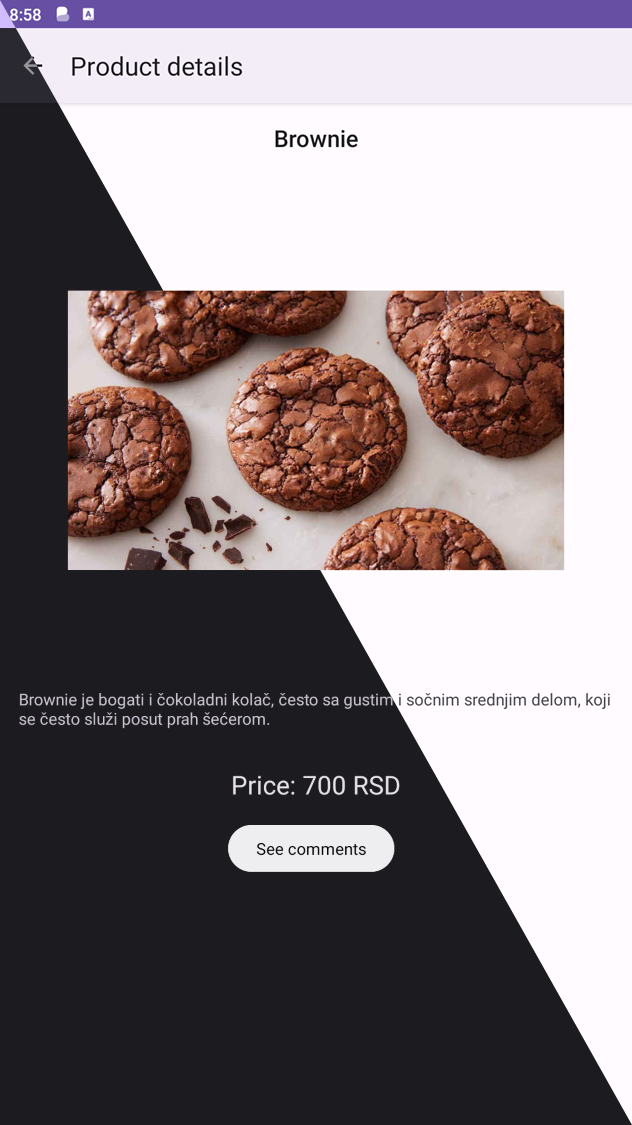 8:58 A
Product details
Brownie
Brownie je bogati i čokoladni kolač, često sa gustim i sočnim srednjim delom, koji
se često služi posut prah šećerom.
Price: 700 RSD
See comments